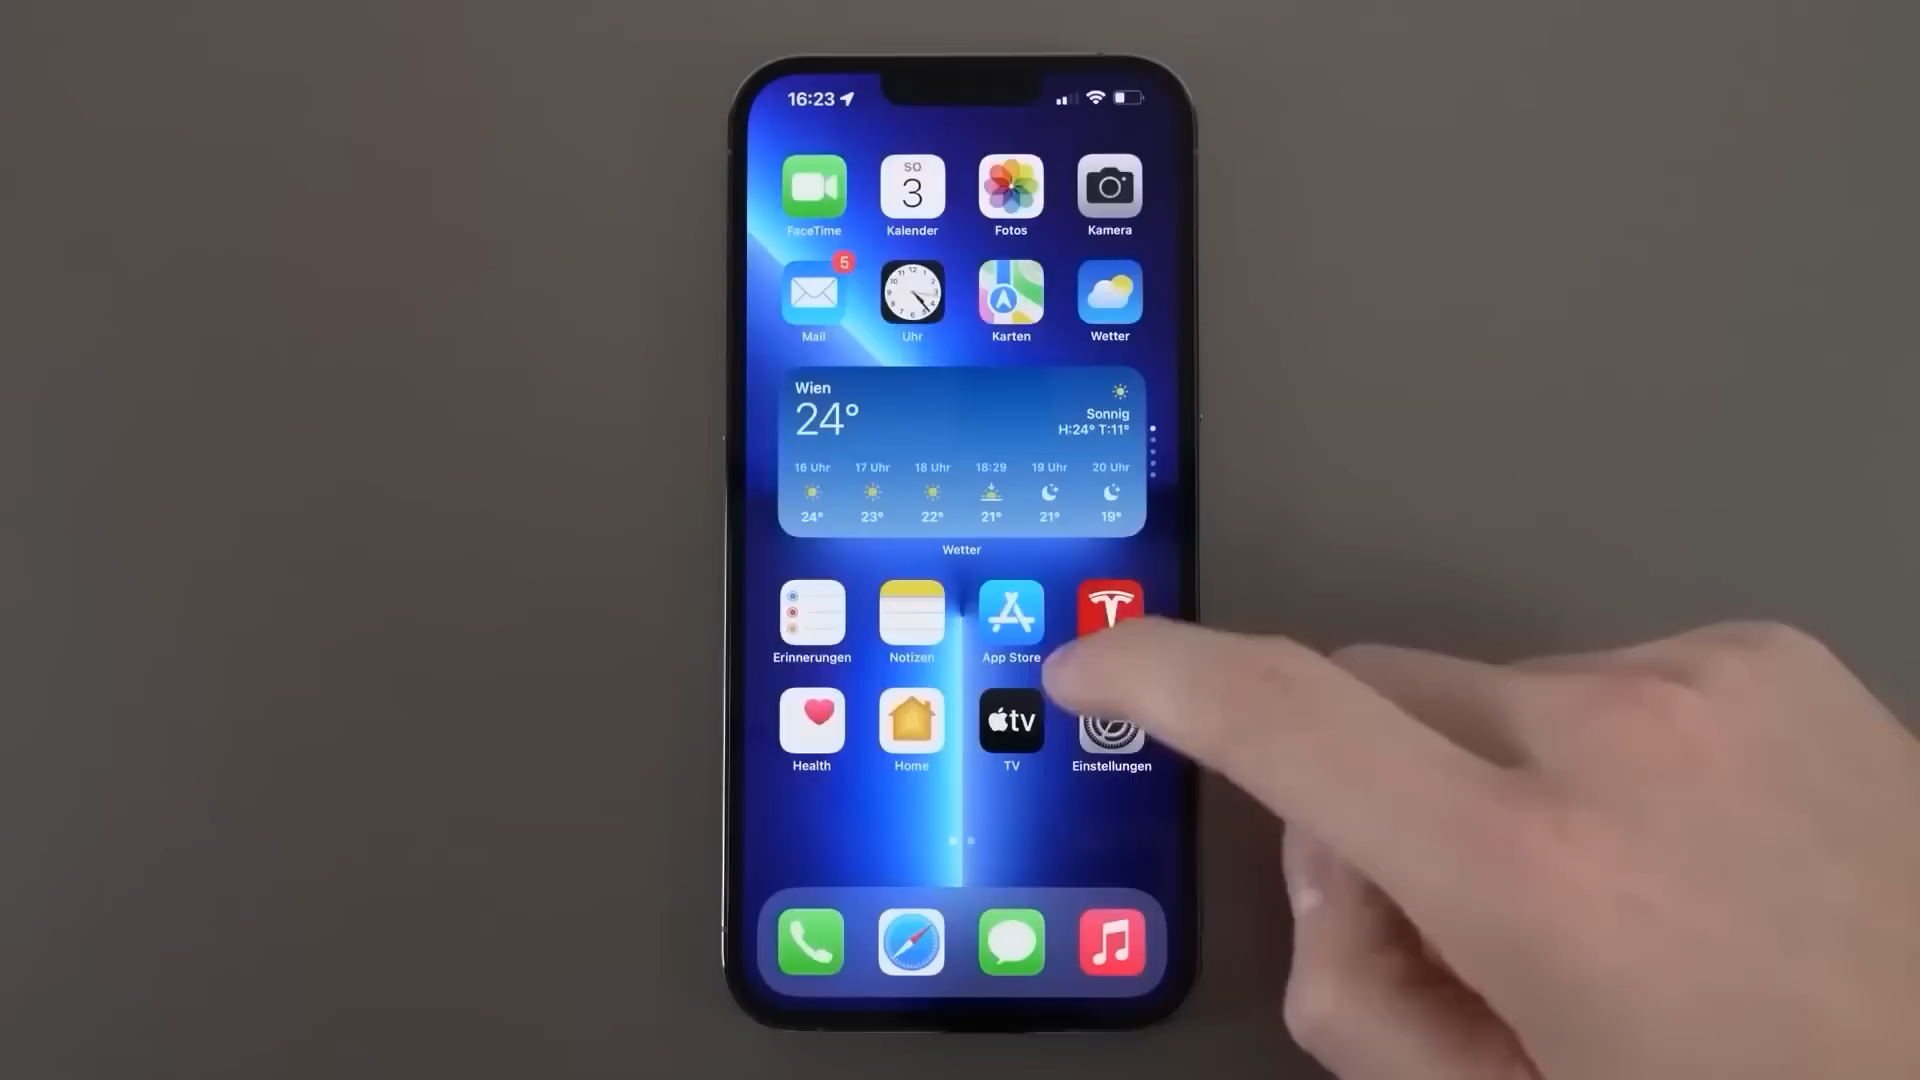 16:23
SO
3
FaceTime
Kalender
Fotos
Kamera
5
Mail
Uhr
Karten
Wetter
Wien
24°
Sonnig
H:24° T:11°
16 Uhr 17 Uhr 18 Uhr 18:29 19 Uhr 20 Uhr
24° 23° 22° 21° 21° 19°
Wetter
Erinnerungen
Notizen
App Store
tv
Health
Home
TV
Einstellungen